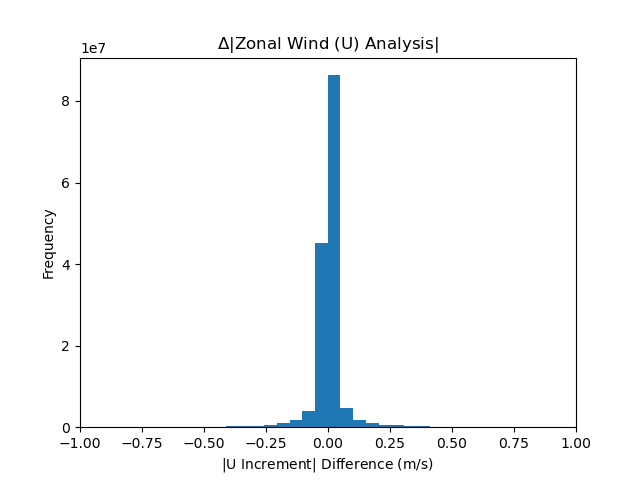 Δ|Zonal Wind (U) Analysis|
1e7
8
6
4
2
0
Frequency
−1.00 −0.75 −0.50 −0.25 0.00 0.25 0.50 0.75 1.00
|U Increment| Difference (m/s)